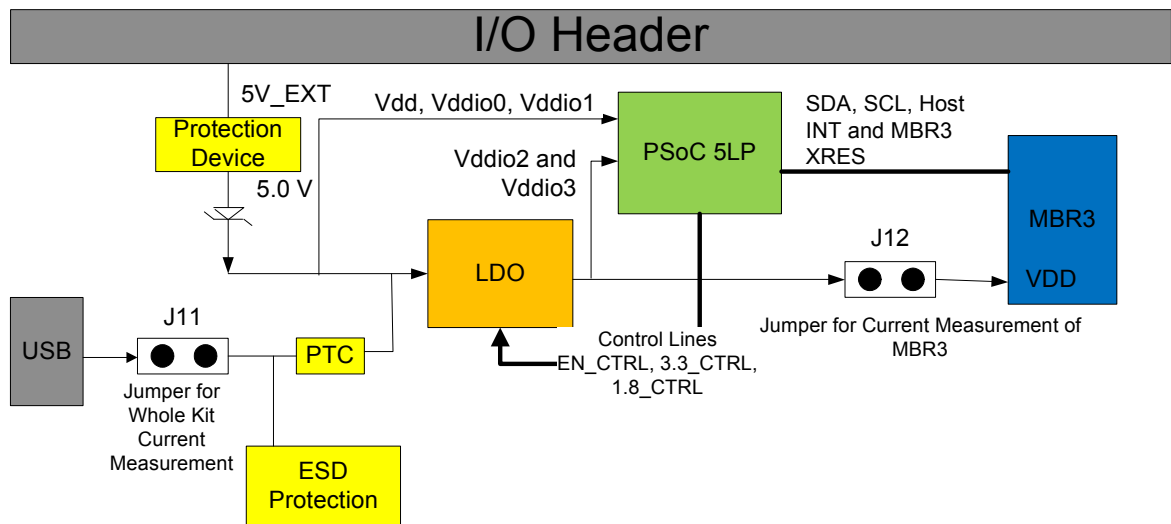 I/O Header
5V_EXT
Protection
Device
5.0 V
Vdd, Vddio0, Vddio1
Vddio2 and
Vddio3
PSoC 5LP
SDA, SCL, Host
INT and MBR3
XRES
MBR3
VDD
LDO
J12
Jumper for Current Measurement of
MBR3
Control Lines
EN_CTRL, 3.3_CTRL,
1.8_CTRL
USB
J11
PTC
Jumper for
Whole Kit
Current
Measurement
ESD
Protection